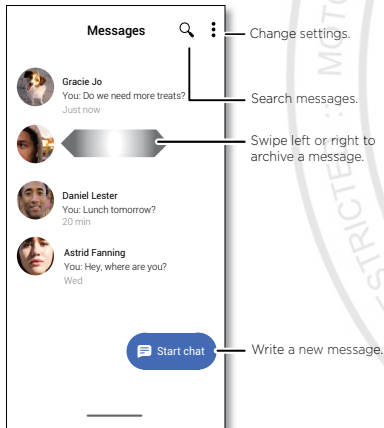 Messages
Change settings.
Gracie Jo
You: Do we need more treats?
Just now
Search messages.
Swipe left or right to
archive a message.
Daniel Lester
You: Lunch tomorrow?
20 min
Astrid Fanning
You: Hey, where are you?
Wed
Start chat
Write a new message.